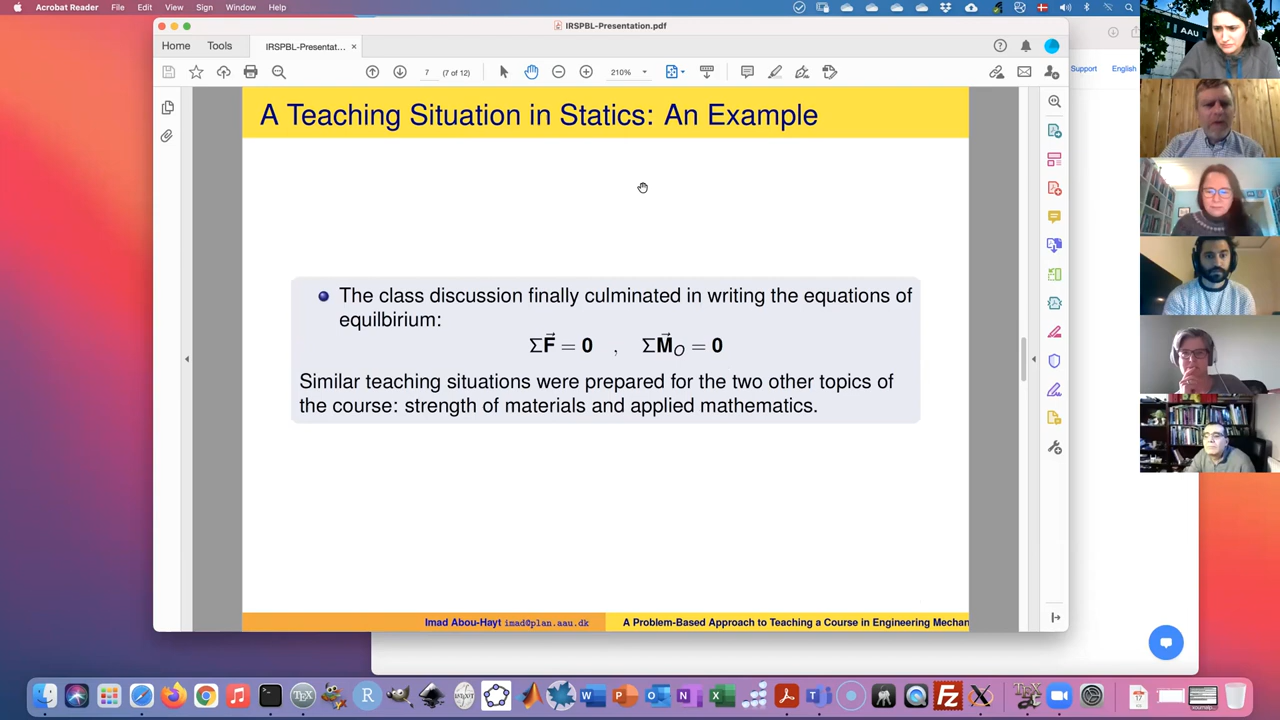 Acrobat Reader File Edit View Sign Window Help
IRSPBL-Presentation.pdf
Home Tools IRSPBL-Presentat... ×
7 of 12) 210%
Support English
AAU
A Teaching Situation in Statics: An Example
The class discussion finally culminated in writing the equations of
equilbirium:
ΣF⃗ = 0 , ΣM⃗_O = 0
Similar teaching situations were prepared for the two other topics of
the course: strength of materials and applied mathematics.
Imad Abou-Hayt imad@plan.aau.dk A Problem-Based Approach to Teaching a Course in Engineering Mechan